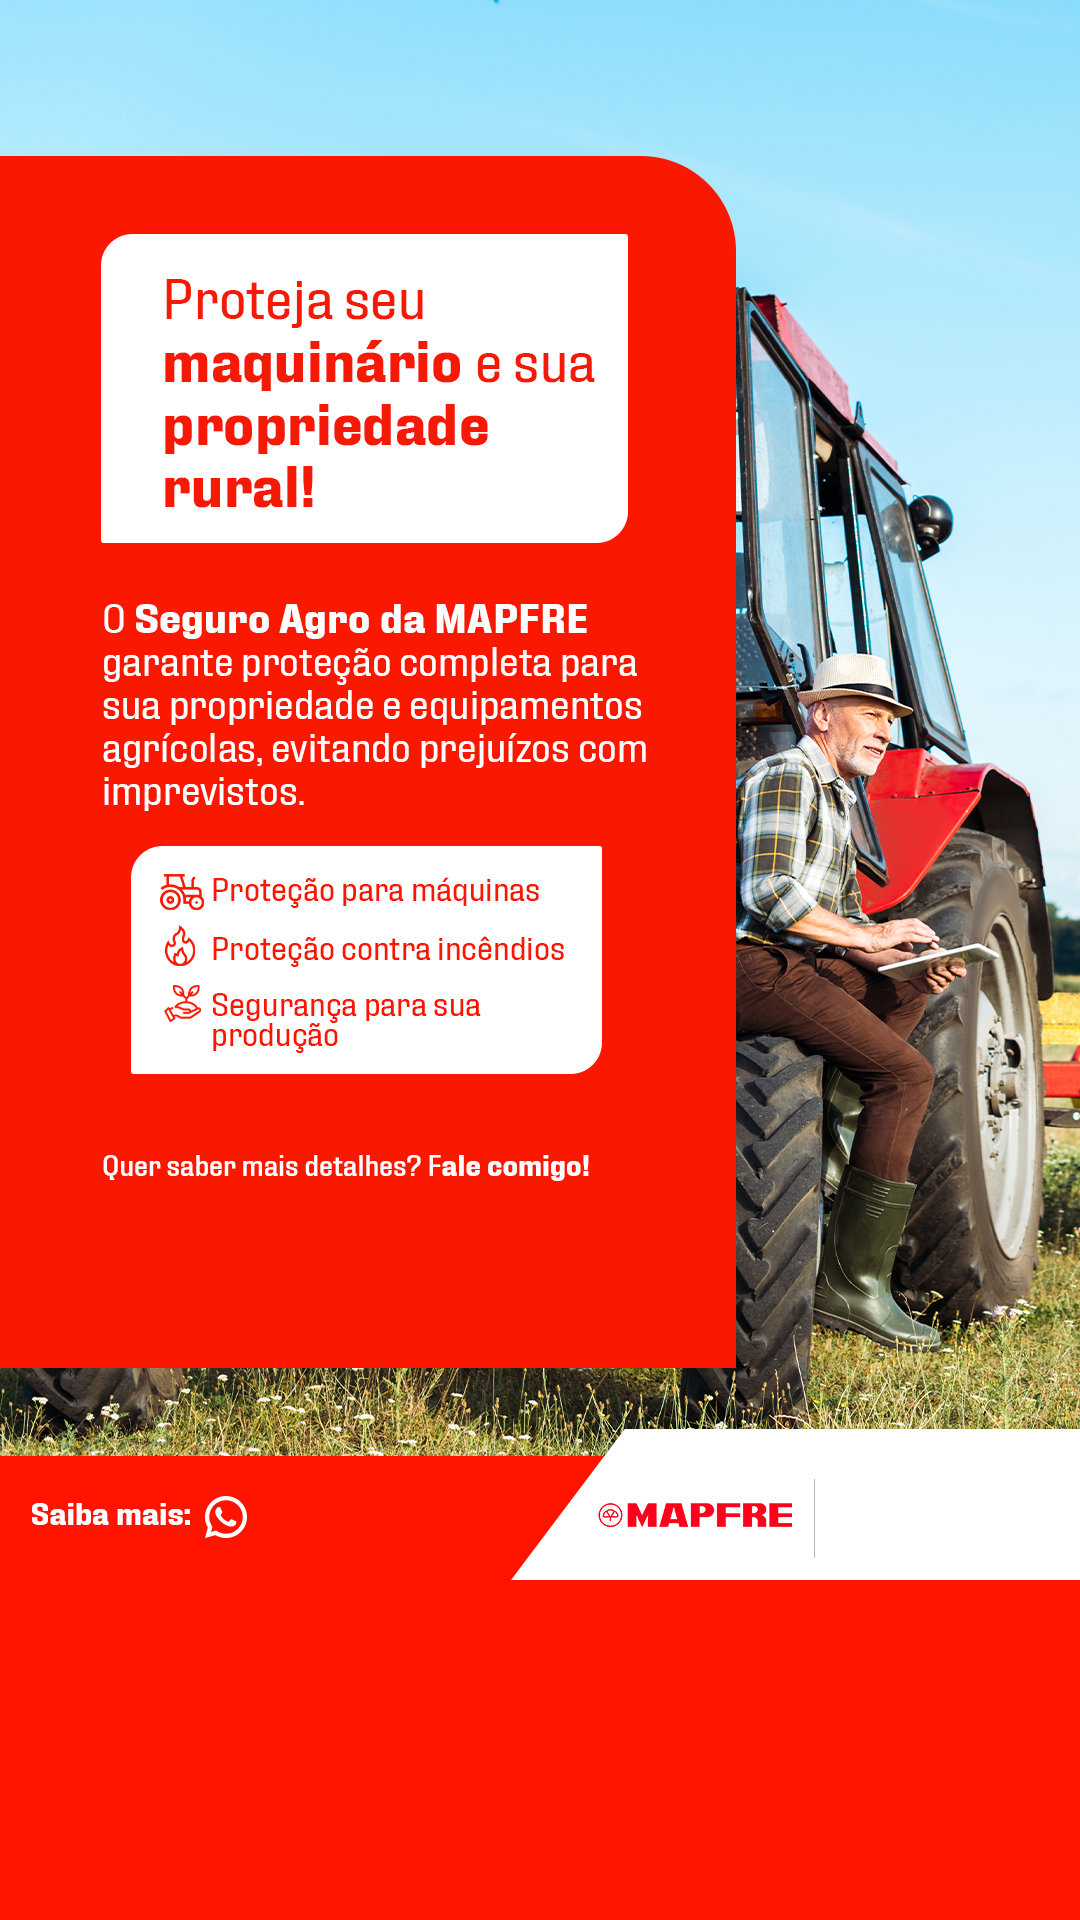 Proteja seu
maquinário e sua
propriedade
rural!
O Seguro Agro da MAPFRE
garante proteção completa para
sua propriedade e equipamentos
agrícolas, evitando prejuízos com
imprevistos.
Proteção para máquinas
Proteção contra incêndios
Segurança para sua
produção
Quer saber mais detalhes? Fale comigo!
Saiba mais:
MAPFRE